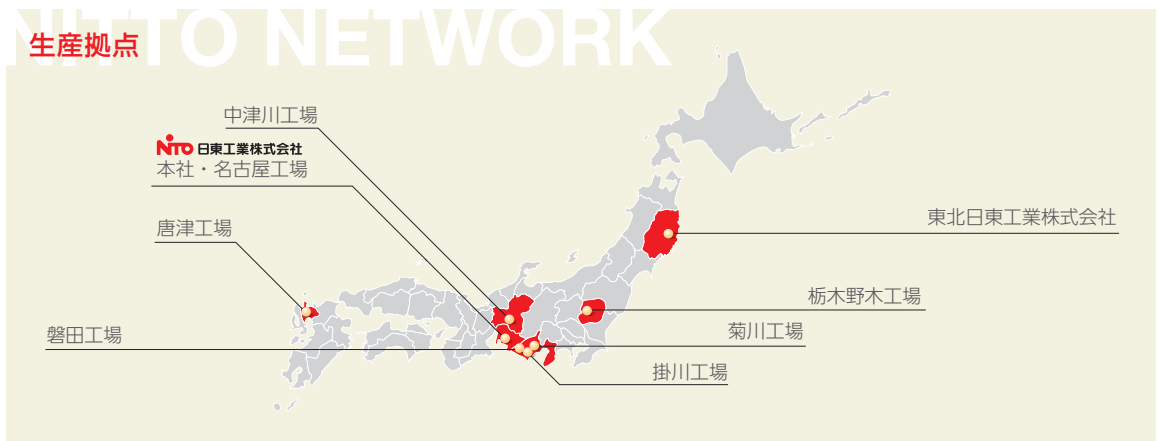 NITTO NETWORK
生産拠点
中津川工場
NITO 日東工業株式会社
本社・名古屋工場
唐津工場
東北日東工業株式会社
栃木野木工場
磐田工場
菊川工場
掛川工場